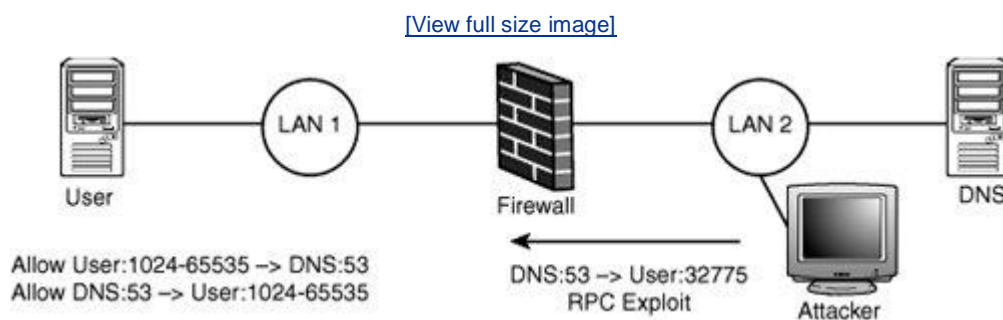 [View full size image]
LAN 1
LAN 2
User
Firewall
DNS
Allow User:1024-65535 –> DNS:53
Allow DNS:53 –> User:1024-65535
DNS:53 –> User:32775
RPC Exploit
Attacker